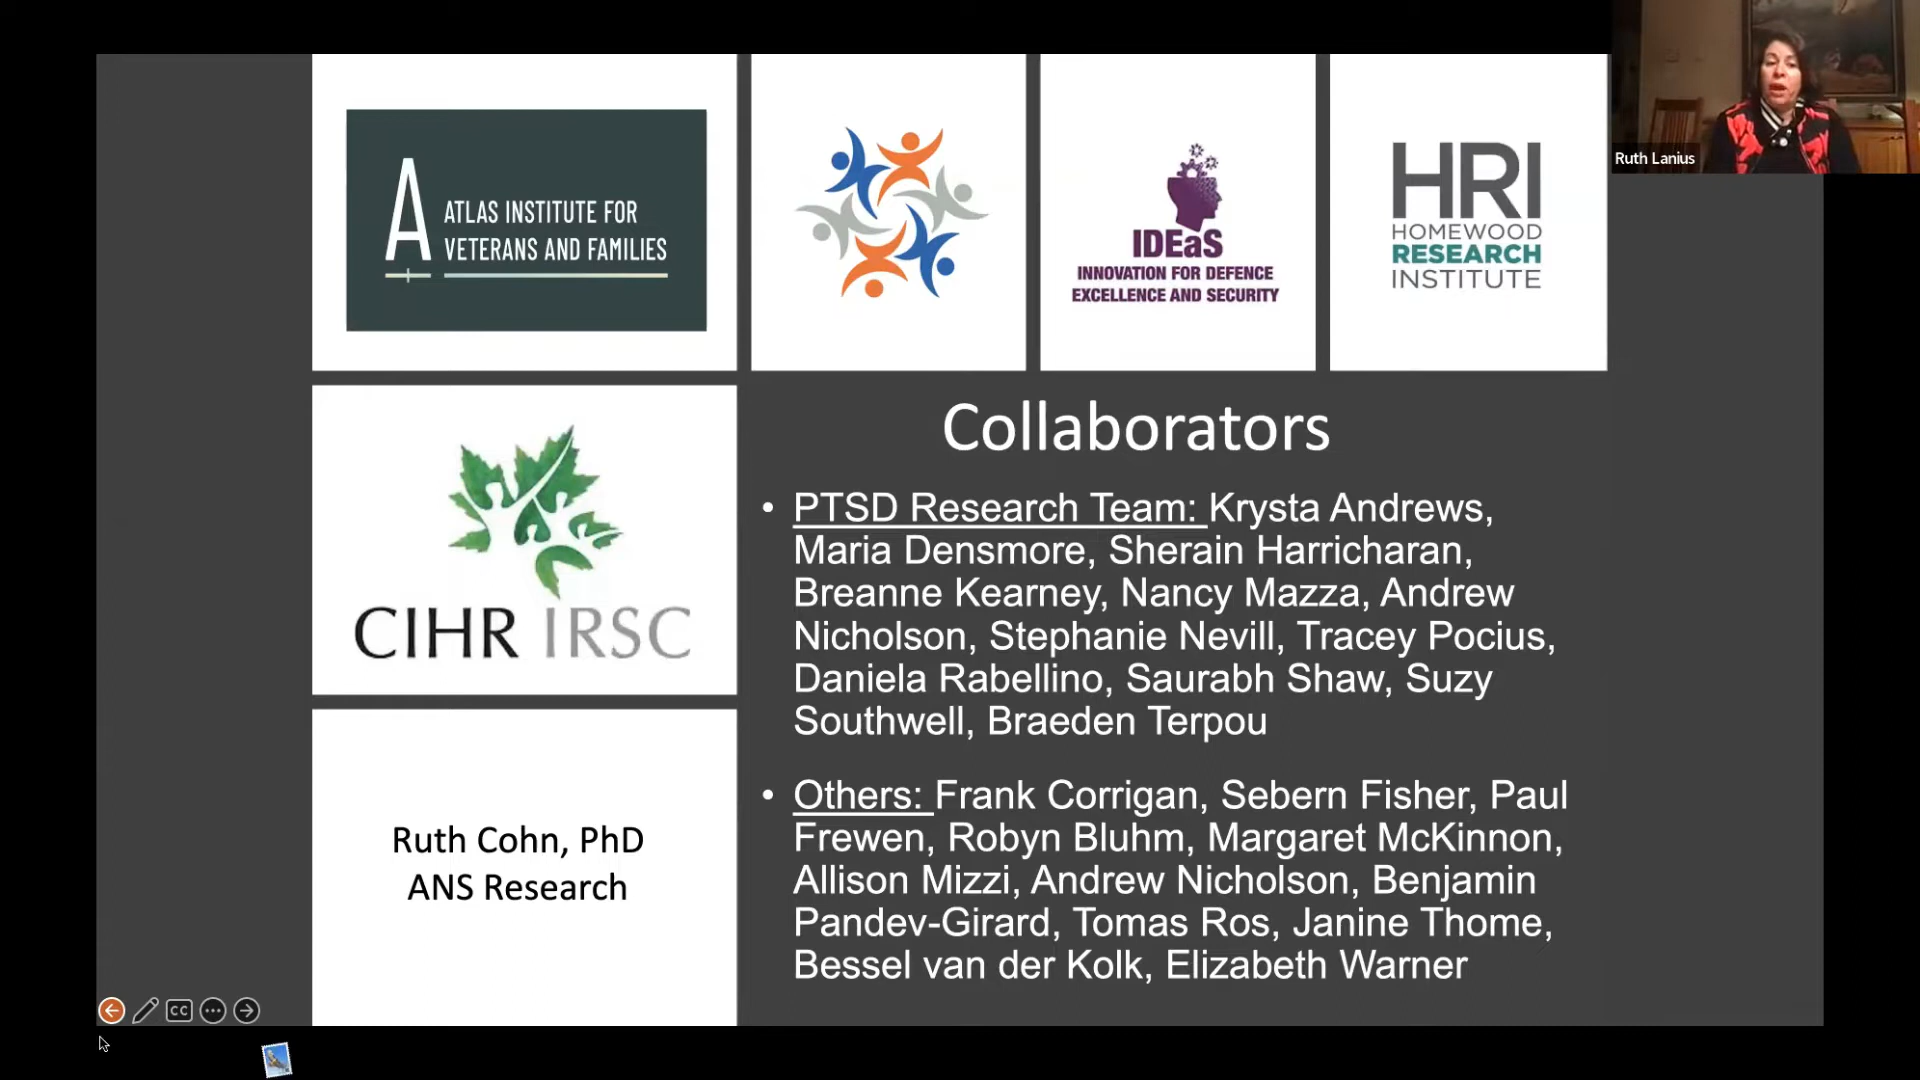 A
ATLAS INSTITUTE FOR
VETERANS AND FAMILIES
IDEaS
INNOVATION FOR DEFENCE
EXCELLENCE AND SECURITY
HRI
HOMEWOOD
RESEARCH
INSTITUTE
Ruth Lanius
CIHR IRSC
Ruth Cohn, PhD
ANS Research
Collaborators
• PTSD Research Team: Krysta Andrews,
Maria Densmore, Sherain Harricharan,
Breanne Kearney, Nancy Mazza, Andrew
Nicholson, Stephanie Nevill, Tracey Pocius,
Daniela Rabellino, Saurabh Shaw, Suzy
Southwell, Braeden Terpou
• Others: Frank Corrigan, Sebern Fisher, Paul
Frewen, Robyn Bluhm, Margaret McKinnon,
Allison Mizzi, Andrew Nicholson, Benjamin
Pandev-Girard, Tomas Ros, Janine Thome,
Bessel van der Kolk, Elizabeth Warner
CC